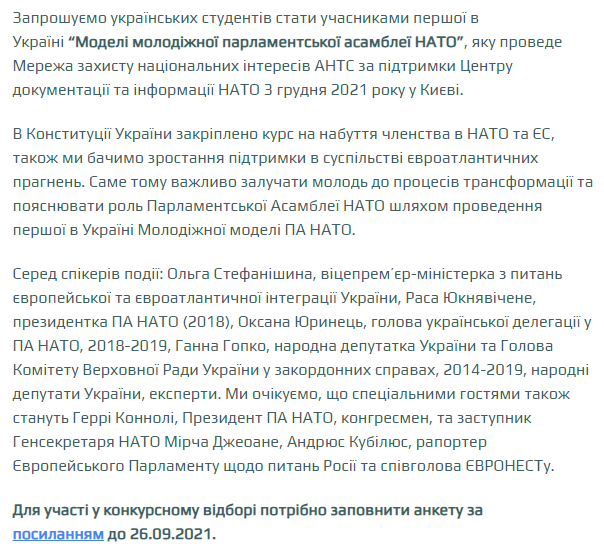 Запрошуємо українських студентів стати учасниками першої в
Україні “Моделі молодіжної парламентської асамблеї НАТО”, яку проведе
Мережа захисту національних інтересів АНТС за підтримки Центру
документації та інформації НАТО 3 грудня 2021 року у Києві.
В Конституції України закріплено курс на набуття членства в НАТО та ЄС,
також ми бачимо зростання підтримки в суспільстві євроатлантичних
прагнень. Саме тому важливо залучати молодь до процесів трансформації та
пояснювати роль Парламентської Асамблеї НАТО шляхом проведення
першої в Україні Молодіжної моделі ПА НАТО.
Серед спікерів події: Ольга Стефанішина, віцепрем´єр-міністерка з питань
європейської та євроатлантичної інтеграції України, Раса Юкнявічене,
президентка ПА НАТО (2018), Оксана Юринець, голова української делегації у
ПА НАТО, 2018-2019, Ганна Гопко, народна депутатка України та Голова
Комітету Верховної Ради України у закордонних справах, 2014-2019, народні
депутати України, експерти. Ми очікуємо, що спеціальними гостями також
стануть Геррі Коннолі, Президент ПА НАТО, конгресмен, та заступник
Генсекретаря НАТО Мірча Джеоане, Андрюс Кубілюс, рапортер
Європейського Парламенту щодо питань Росії та співголова ЄВРОНЕСТу.
Для участі у конкурсному відборі потрібно заповнити анкету за
посиланням до 26.09.2021.